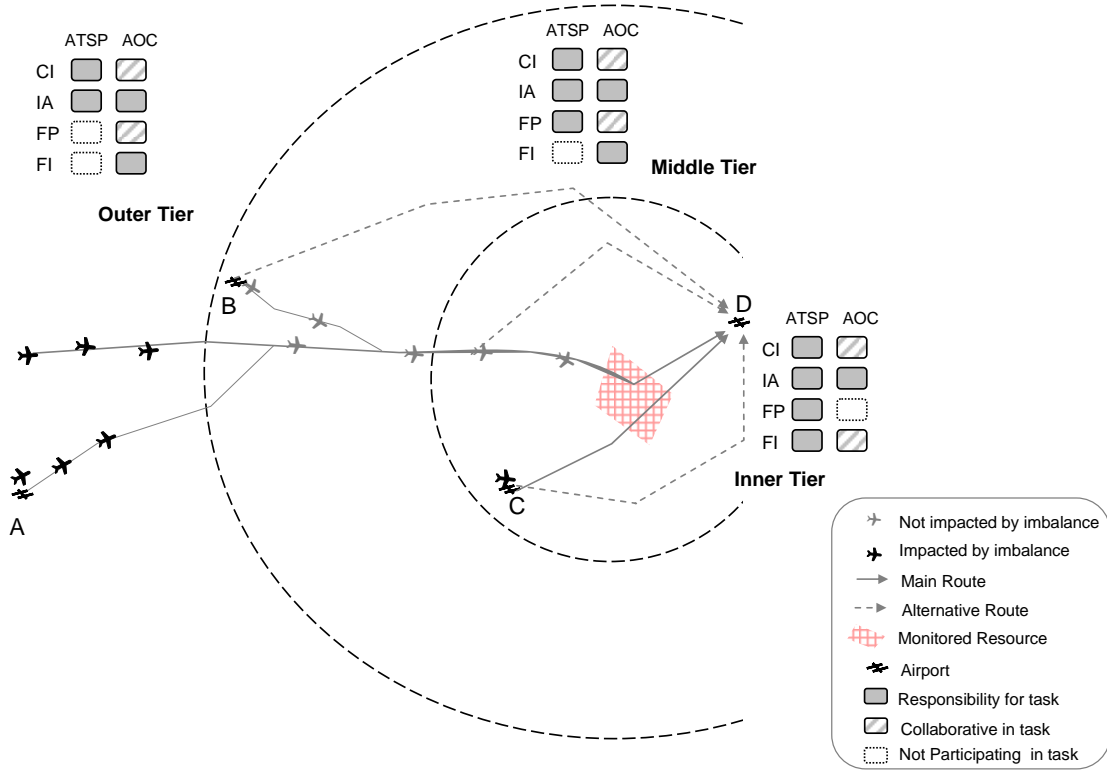 ATSP AOC
CI
IA
FP
FI
Outer Tier
ATSP AOC
CI
IA
FP
FI
Middle Tier
B
A
C
D
ATSP AOC
CI
IA
FP
FI
Inner Tier
Not impacted by imbalance
Impacted by imbalance
Main Route
Alternative Route
Monitored Resource
Airport
Responsibility for task
Collaborative in task
Not Participating in task